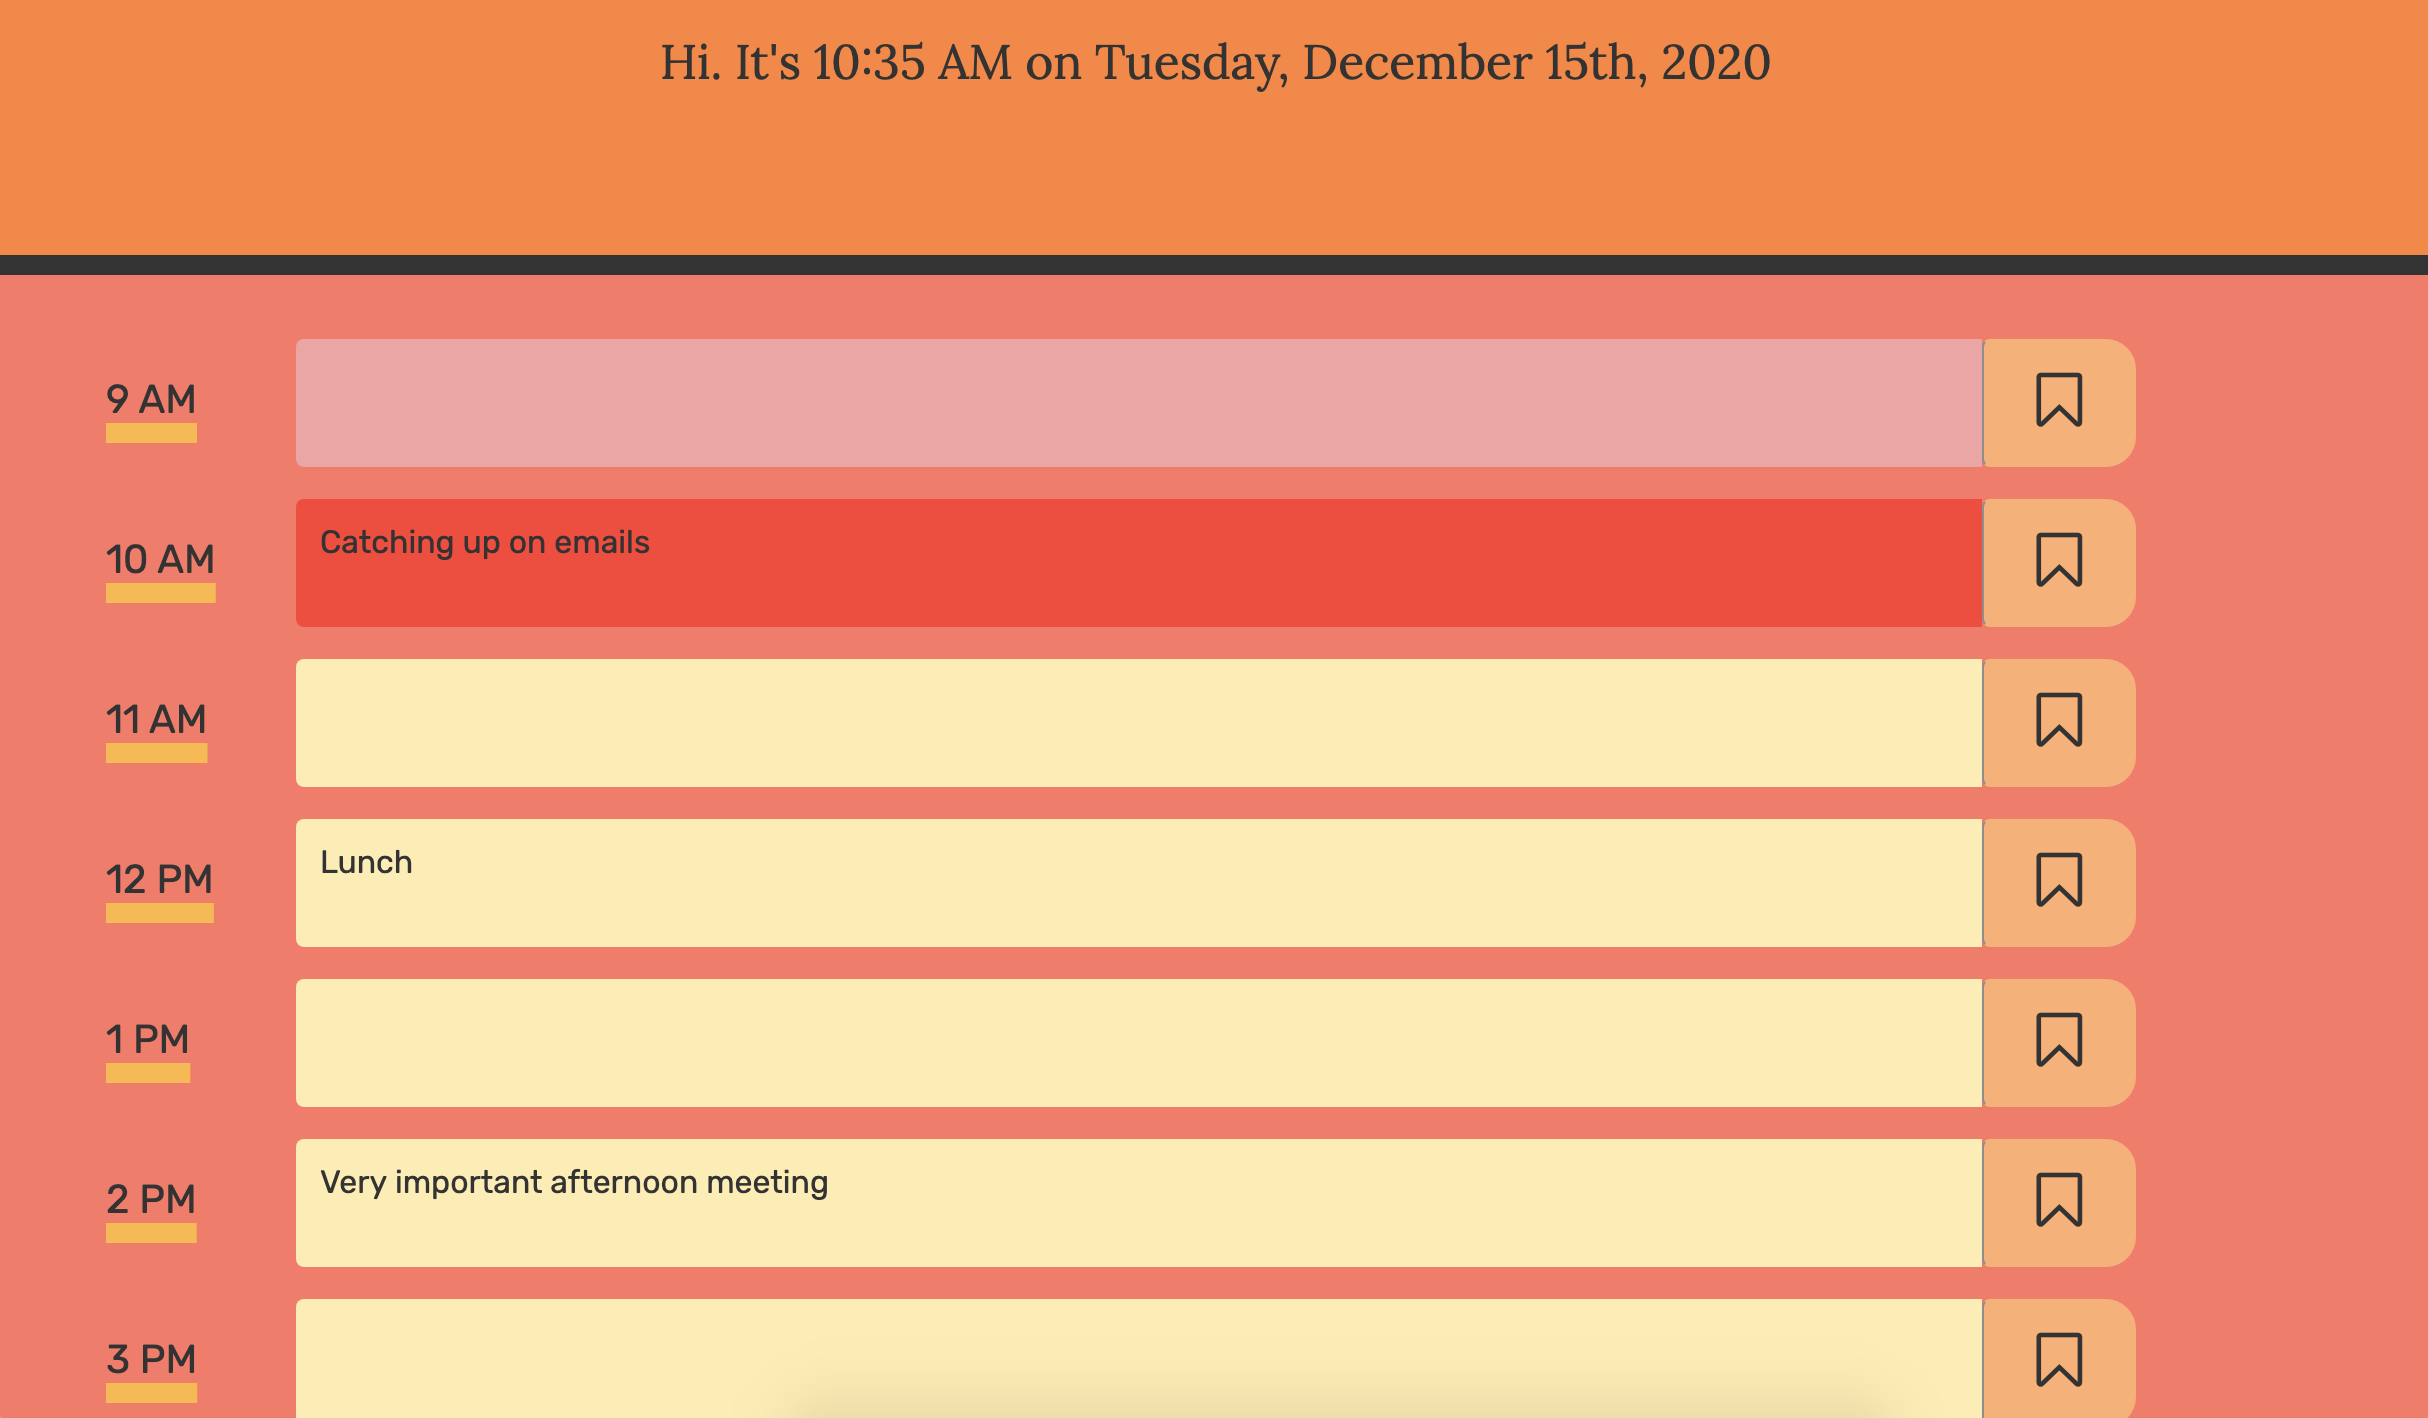 Hi. It's 10:35 AM on Tuesday, December 15th, 2020
9 AM
10 AM
Catching up on emails
11 AM
12 PM
Lunch
1 PM
2 PM
Very important afternoon meeting
3 PM